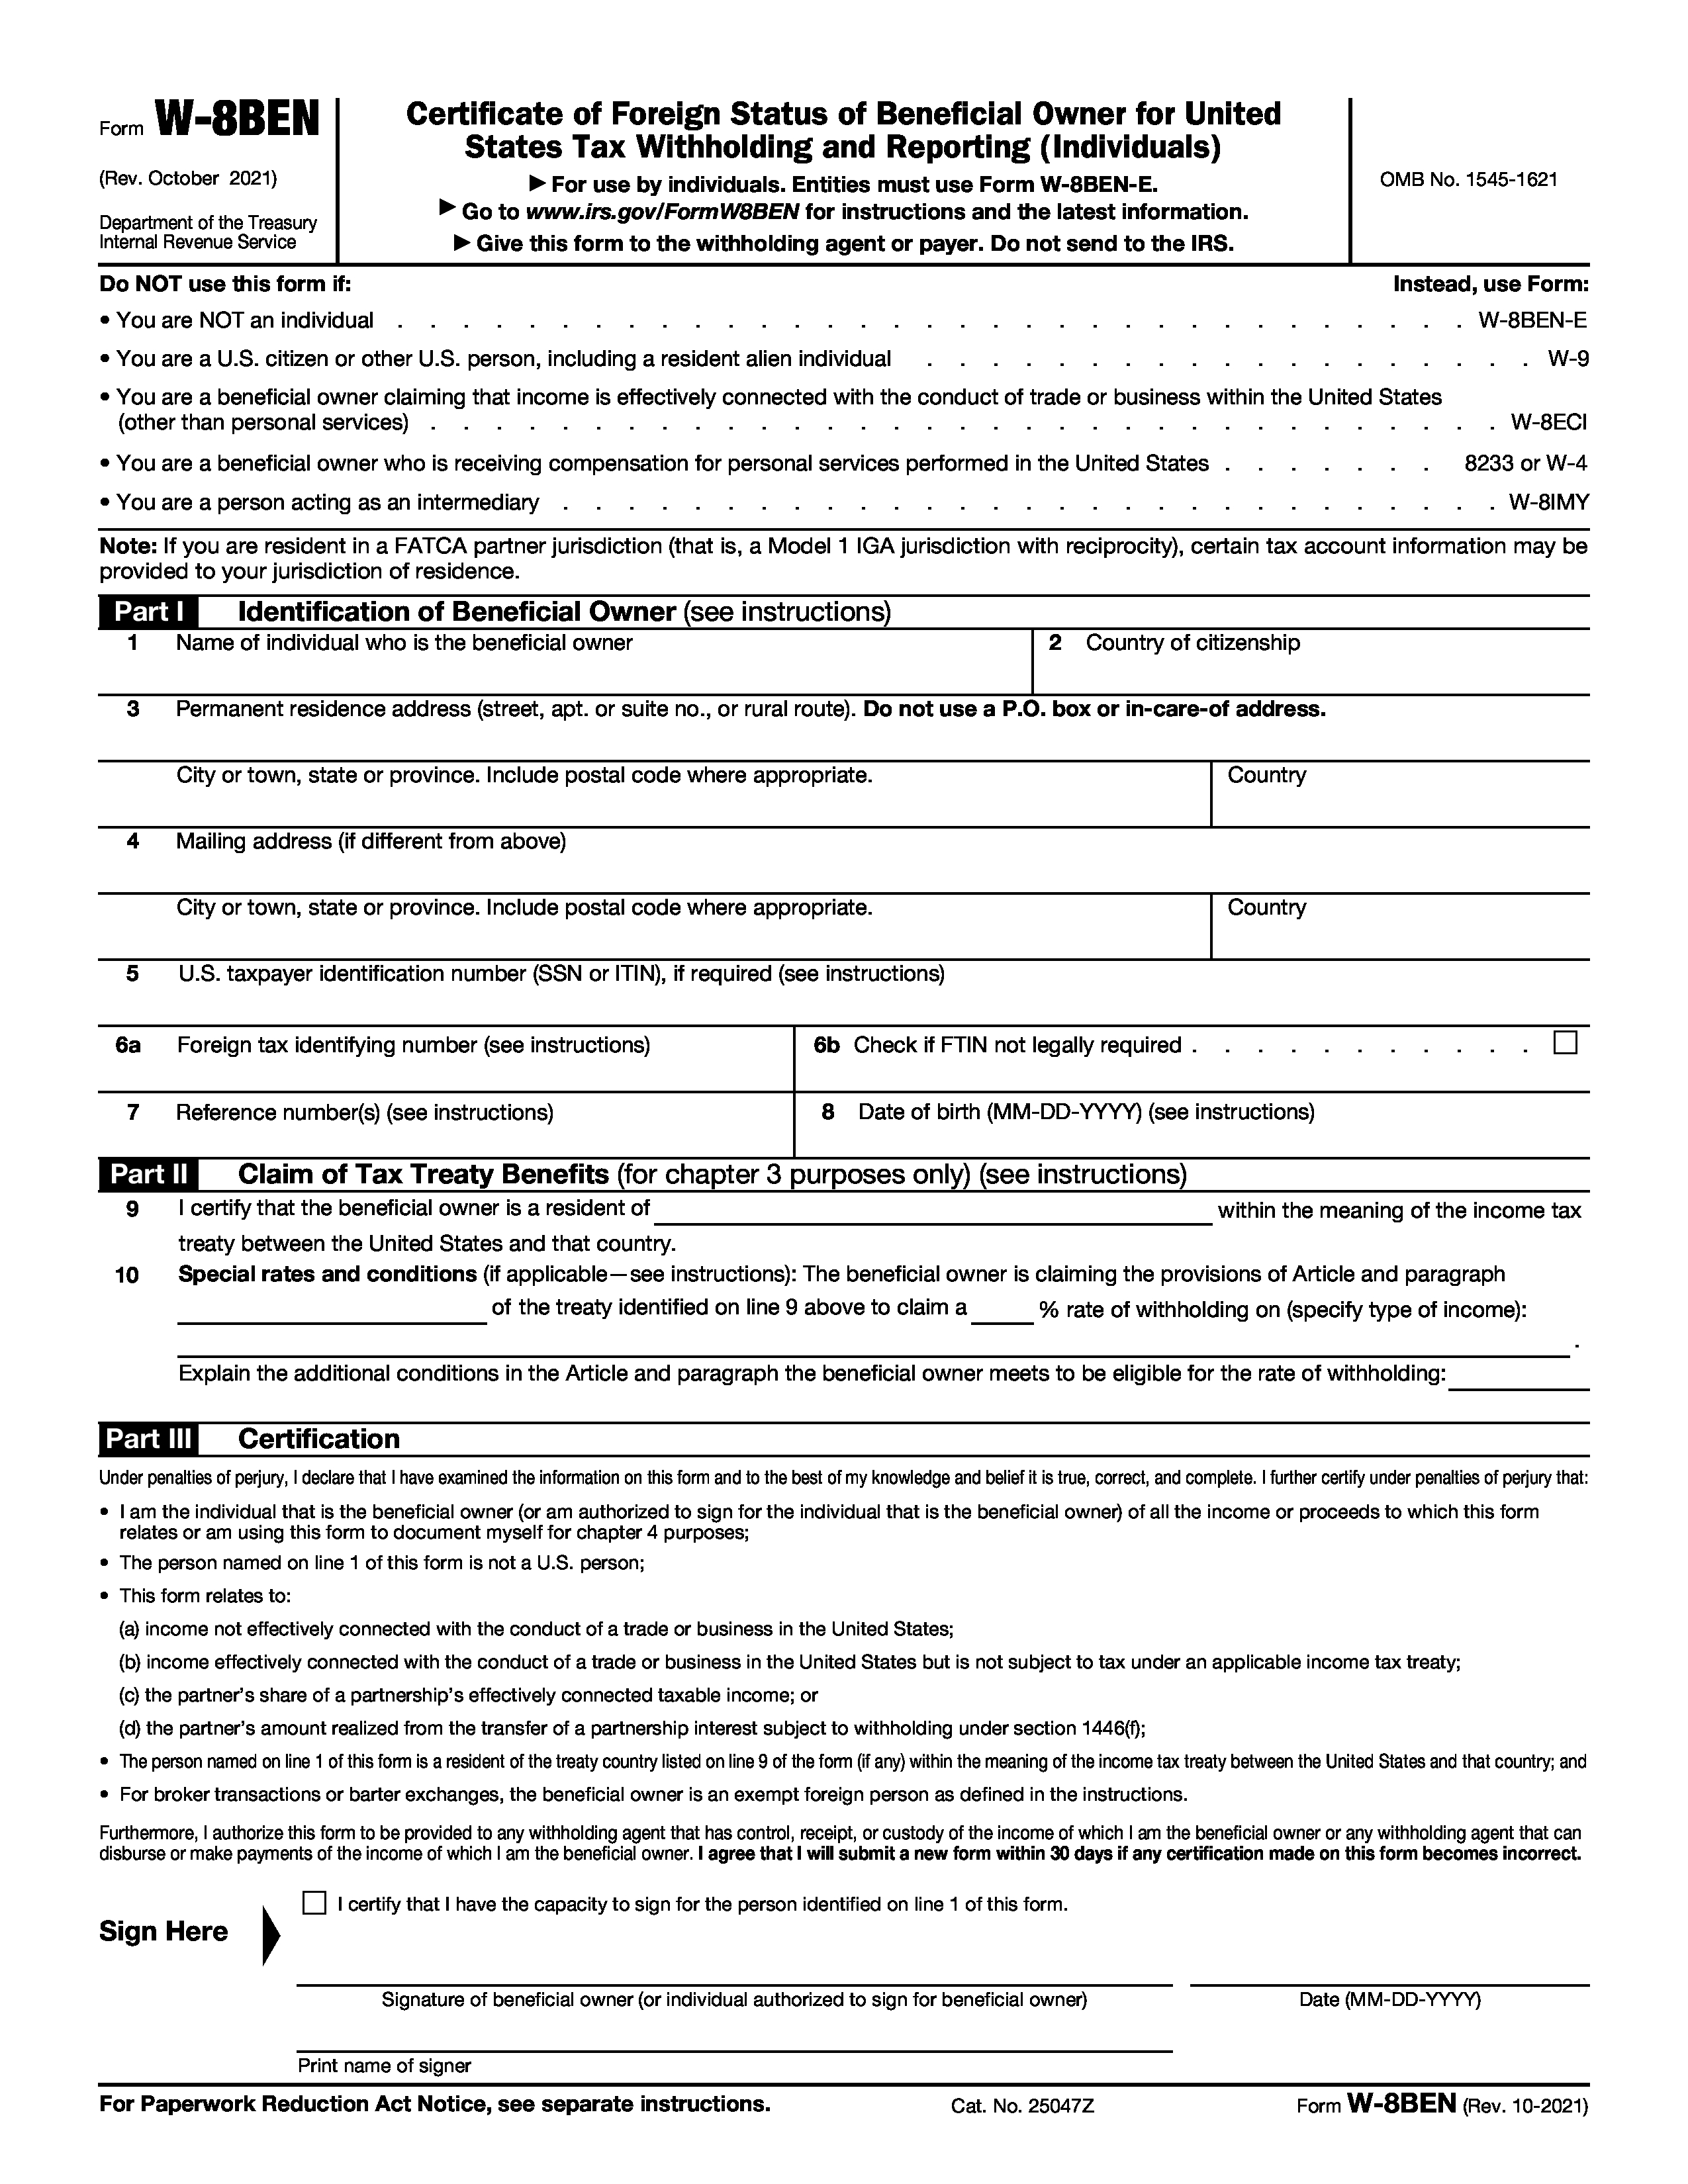 Form W-8BEN
(Rev. October 2021)
Department of the Treasury
Internal Revenue Service
Certificate of Foreign Status of Beneficial Owner for United
States Tax Withholding and Reporting (Individuals)
▶ For use by individuals. Entities must use Form W-8BEN-E.
▶ Go to www.irs.gov/FormW8BEN for instructions and the latest information.
▶ Give this form to the withholding agent or payer. Do not send to the IRS.
OMB No. 1545-1621
Do NOT use this form if: Instead, use Form:
• You are NOT an individual . . . . . . . . . . . . . . . . . . . . . . . . . . . . . . . . . W-8BEN-E
• You are a U.S. citizen or other U.S. person, including a resident alien individual . . . . . . . . . . . . . . . . . . . W-9
• You are a beneficial owner claiming that income is effectively connected with the conduct of trade or business within the United States
(other than personal services) . . . . . . . . . . . . . . . . . . . . . . . . . . . . . . . . . W-8ECI
• You are a beneficial owner who is receiving compensation for personal services performed in the United States . . . . . . . 8233 or W-4
• You are a person acting as an intermediary . . . . . . . . . . . . . . . . . . . . . . . . . . . . . W-8IMY
Note: If you are resident in a FATCA partner jurisdiction (that is, a Model 1 IGA jurisdiction with reciprocity), certain tax account information may be
provided to your jurisdiction of residence.
Part I Identification of Beneficial Owner (see instructions)
1 Name of individual who is the beneficial owner
2 Country of citizenship
3 Permanent residence address (street, apt. or suite no., or rural route). Do not use a P.O. box or in-care-of address.
City or town, state or province. Include postal code where appropriate.
Country
4 Mailing address (if different from above)
City or town, state or province. Include postal code where appropriate.
Country
5 U.S. taxpayer identification number (SSN or ITIN), if required (see instructions)
6a Foreign tax identifying number (see instructions)
6b Check if FTIN not legally required . . . . . . . . . . .
7 Reference number(s) (see instructions)
8 Date of birth (MM-DD-YYYY) (see instructions)
Part II Claim of Tax Treaty Benefits (for chapter 3 purposes only) (see instructions)
9 I certify that the beneficial owner is a resident of within the meaning of the income tax
treaty between the United States and that country.
10 Special rates and conditions (if applicable—see instructions): The beneficial owner is claiming the provisions of Article and paragraph
of the treaty identified on line 9 above to claim a % rate of withholding on (specify type of income):
.
Explain the additional conditions in the Article and paragraph the beneficial owner meets to be eligible for the rate of withholding:
Part III Certification
Under penalties of perjury, I declare that I have examined the information on this form and to the best of my knowledge and belief it is true, correct, and complete. I further certify under penalties of perjury that:
• I am the individual that is the beneficial owner (or am authorized to sign for the individual that is the beneficial owner) of all the income or proceeds to which this form
relates or am using this form to document myself for chapter 4 purposes;
• The person named on line 1 of this form is not a U.S. person;
• This form relates to:
(a) income not effectively connected with the conduct of a trade or business in the United States;
(b) income effectively connected with the conduct of a trade or business in the United States but is not subject to tax under an applicable income tax treaty;
(c) the partner's share of a partnership's effectively connected taxable income; or
(d) the partner's amount realized from the transfer of a partnership interest subject to withholding under section 1446(f);
• The person named on line 1 of this form is a resident of the treaty country listed on line 9 of the form (if any) within the meaning of the income tax treaty between the United States and that country; and
• For broker transactions or barter exchanges, the beneficial owner is an exempt foreign person as defined in the instructions.
Furthermore, I authorize this form to be provided to any withholding agent that has control, receipt, or custody of the income of which I am the beneficial owner or any withholding agent that can
disburse or make payments of the income of which I am the beneficial owner. I agree that I will submit a new form within 30 days if any certification made on this form becomes incorrect.
I certify that I have the capacity to sign for the person identified on line 1 of this form.
Sign Here
Signature of beneficial owner (or individual authorized to sign for beneficial owner)
Date (MM-DD-YYYY)
Print name of signer
For Paperwork Reduction Act Notice, see separate instructions. Cat. No. 25047Z Form W-8BEN (Rev. 10-2021)